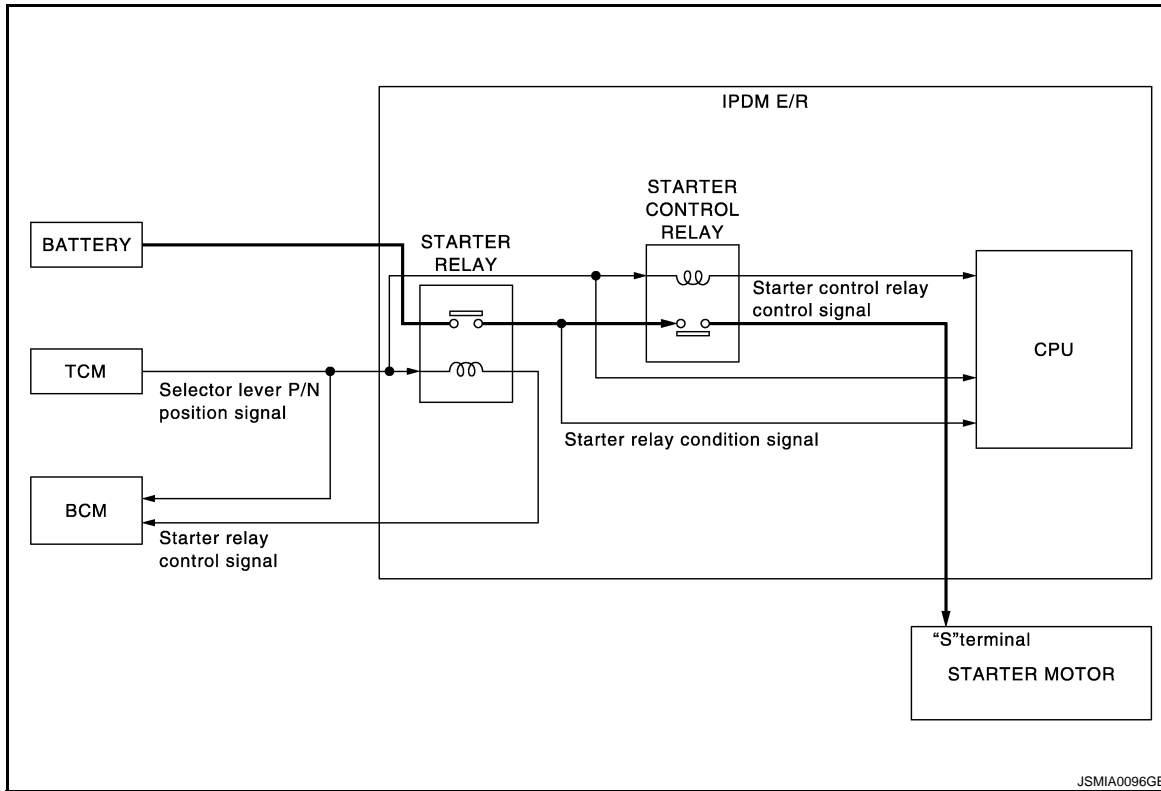 IPDM E/R
STARTER
CONTROL
RELAY
BATTERY
STARTER
RELAY
Starter control relay
control signal
CPU
TCM
Selector lever P/N
position signal
Starter relay condition signal
BCM
Starter relay
control signal
“S”terminal
STARTER MOTOR
JSMIA0096GB